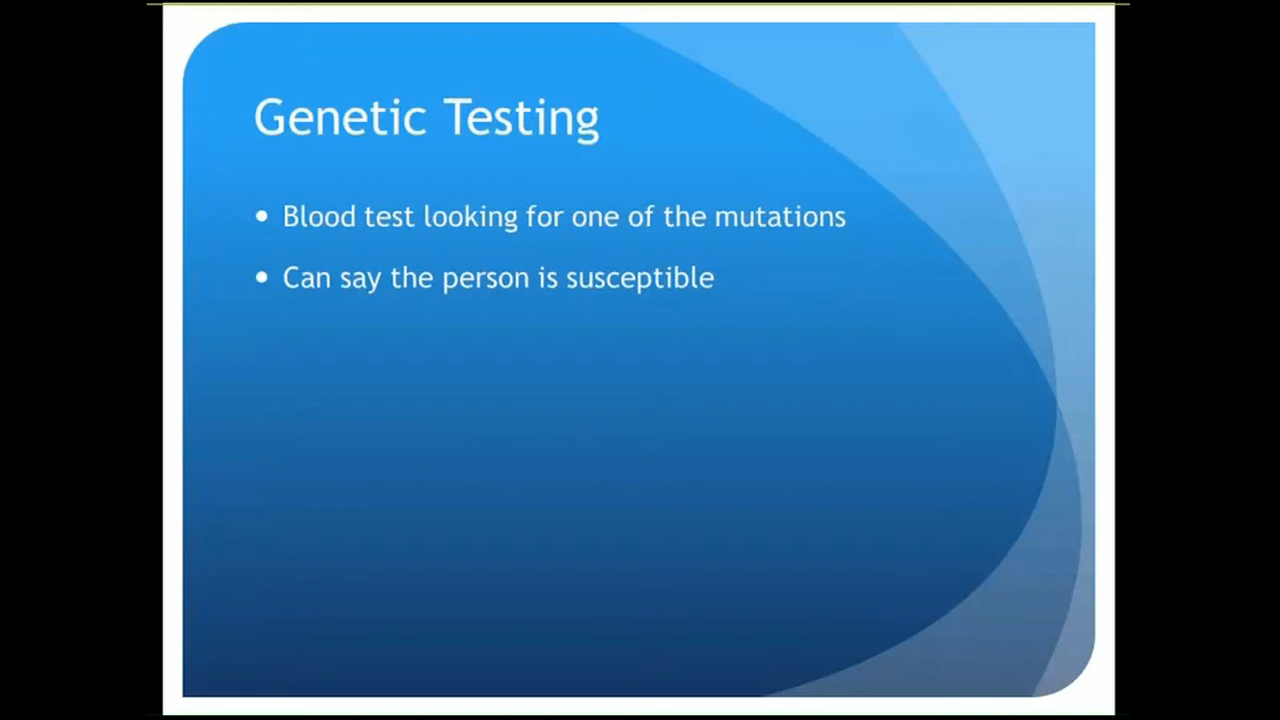 Genetic Testing
• Blood test looking for one of the mutations
• Can say the person is susceptible